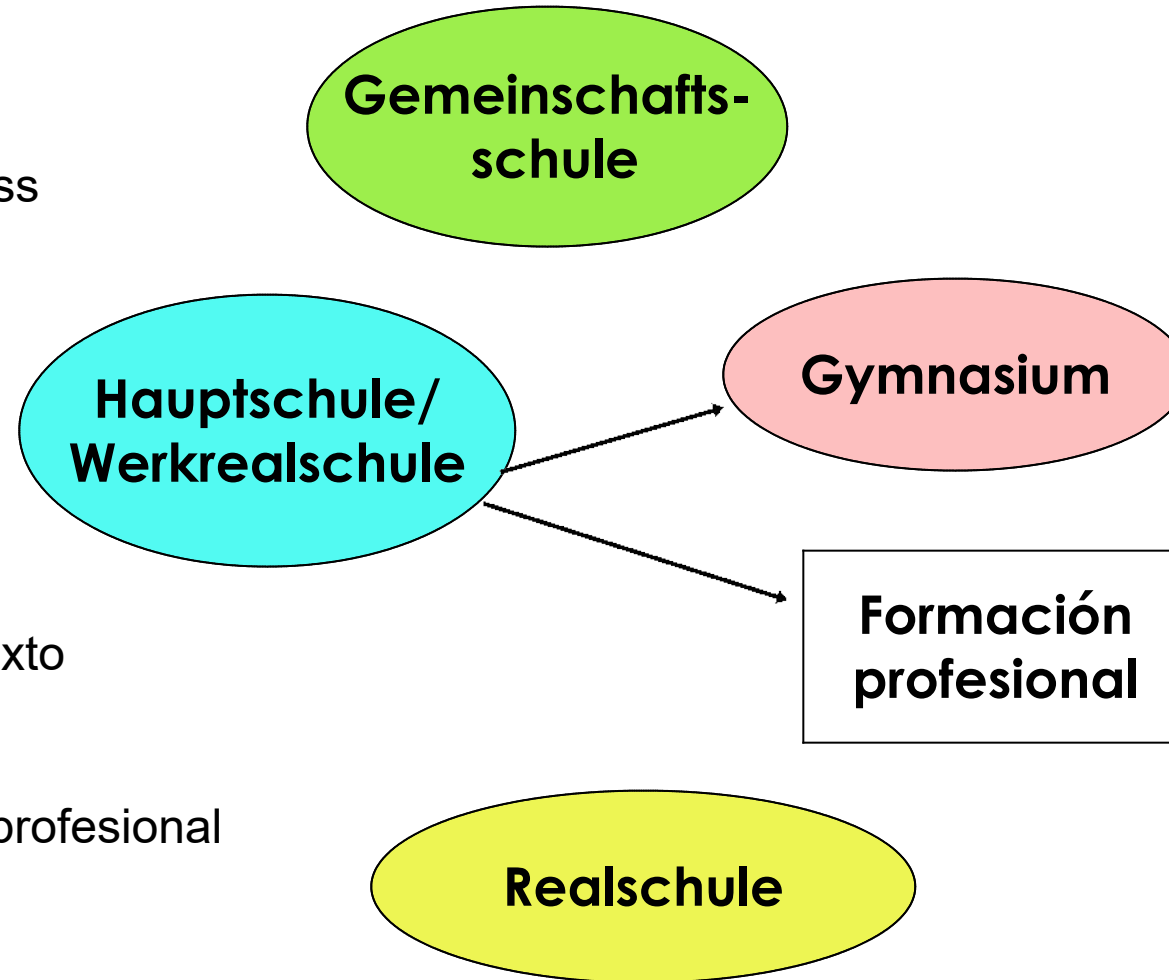 Gemeinschafts-
schule
ss
Gymnasium
Hauptschule/
Werkrealschule
Formación
profesional
xto
profesional
Realschule